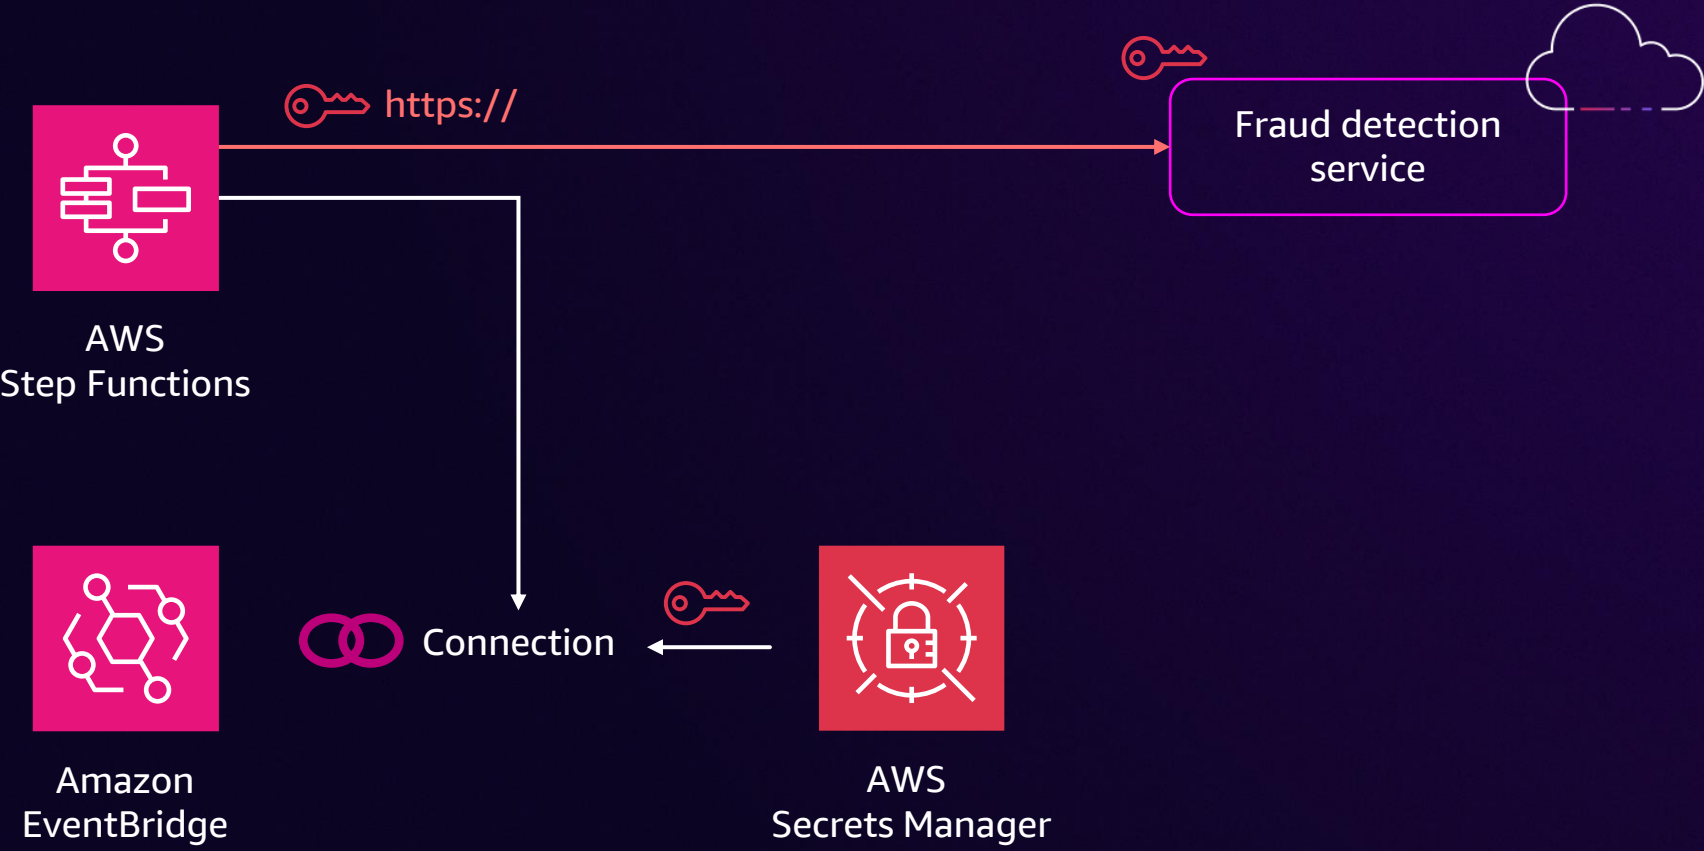 https://
Fraud detection
service
AWS
Step Functions
Connection
Amazon
EventBridge
AWS
Secrets Manager